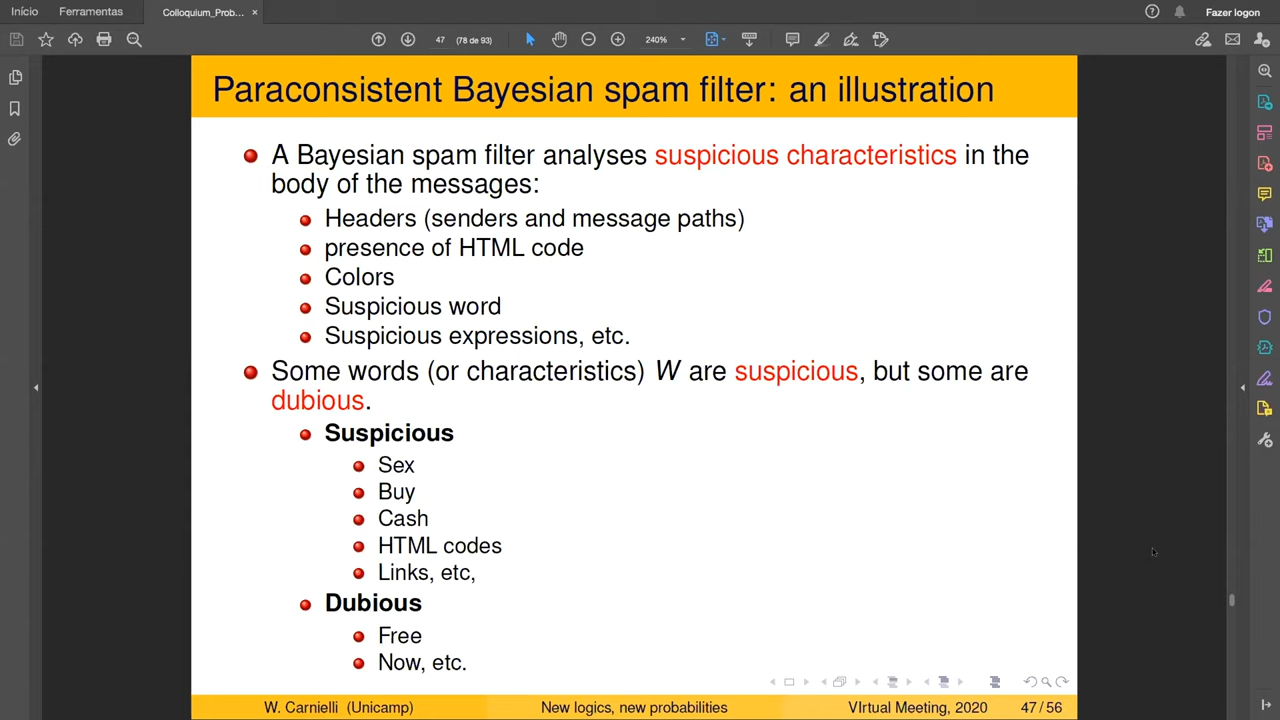 Início Ferramentas Colloquium_Prob... × Fazer logon
47 (78 de 93) 240%
Paraconsistent Bayesian spam filter: an illustration
A Bayesian spam filter analyses suspicious characteristics in the
body of the messages:
Headers (senders and message paths)
presence of HTML code
Colors
Suspicious word
Suspicious expressions, etc.
Some words (or characteristics) W are suspicious, but some are
dubious.
Suspicious
Sex
Buy
Cash
HTML codes
Links, etc,
Dubious
Free
Now, etc.
W. Carnielli (Unicamp) New logics, new probabilities VIrtual Meeting, 2020 47 / 56